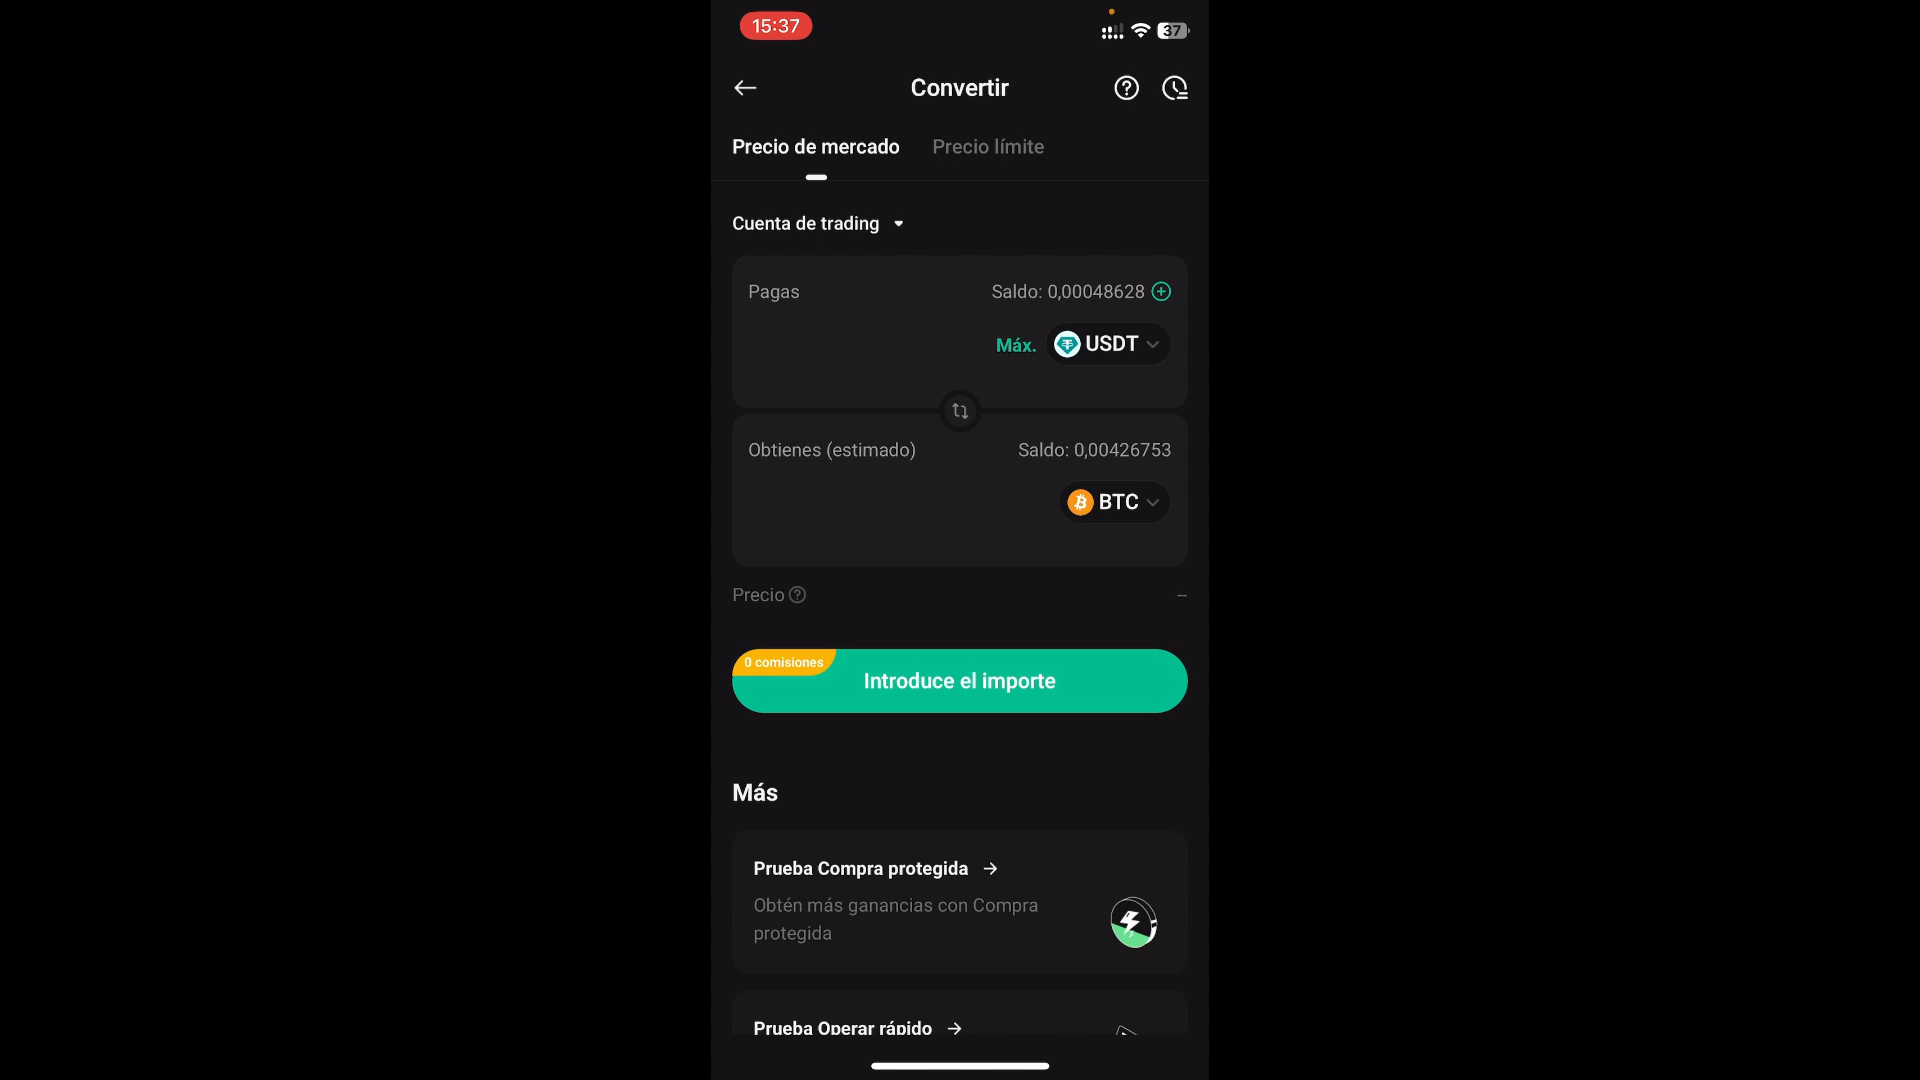 15:37
37
Convertir
Precio de mercado
Precio límite
Cuenta de trading
Pagas
Saldo: 0,00048628
Máx.
USDT
Obtienes (estimado)
Saldo: 0,00426753
BTC
Precio
--
0 comisiones
Introduce el importe
Más
Prueba Compra protegida
Obtén más ganancias con Compra
protegida
Prueba Operar rápido